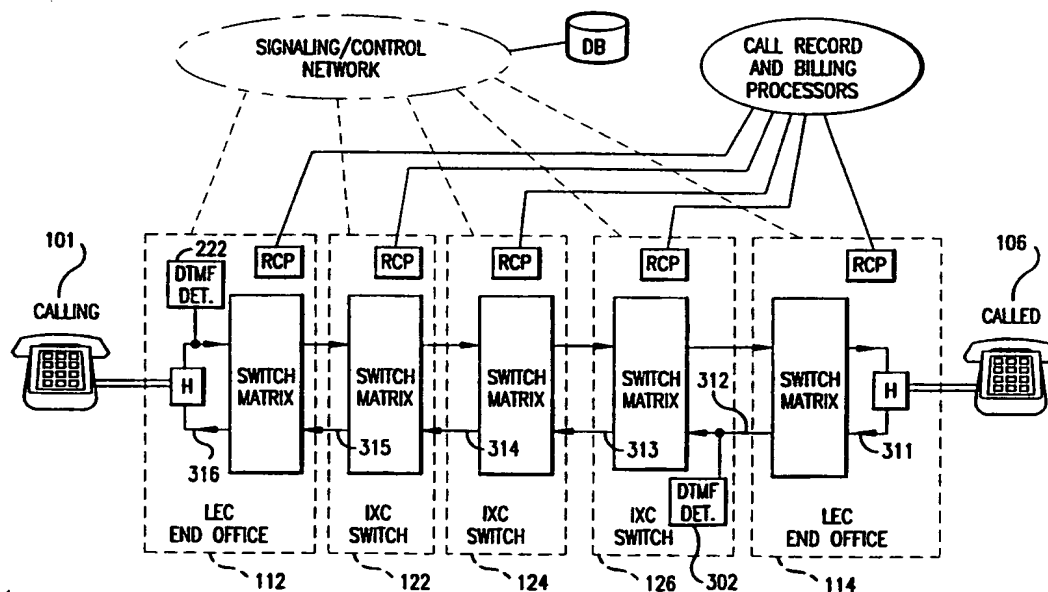 SIGNALING/CONTROL
NETWORK
DB
CALL RECORD
AND BILLING
PROCESSORS
101
CALLING
222
DTMF
DET.
RCP
RCP
RCP
RCP
RCP
106
CALLED
H
SWITCH
MATRIX
SWITCH
MATRIX
SWITCH
MATRIX
SWITCH
MATRIX
312
SWITCH
MATRIX
H
316
315
314
313
311
DTMF
DET.
LEC
END OFFICE
IXC
SWITCH
IXC
SWITCH
IXC
SWITCH
LEC
END OFFICE
112
122
124
126
302
114